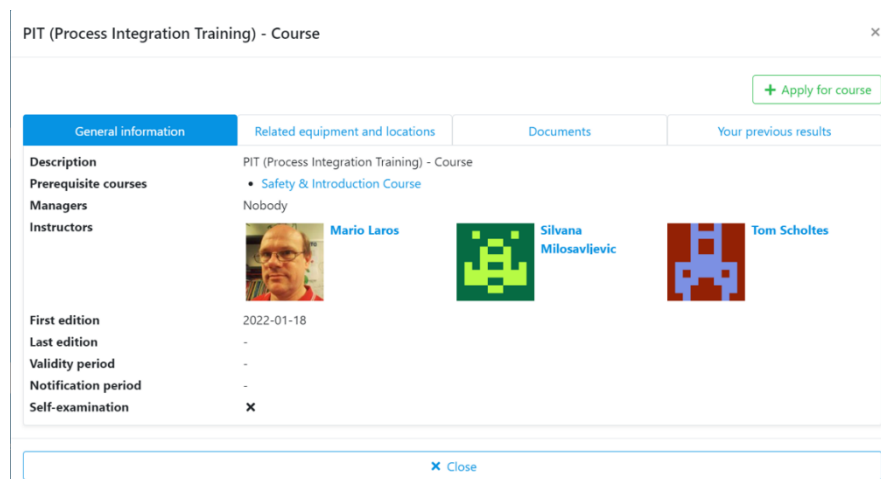 PIT (Process Integration Training) - Course
×
+ Apply for course
General information
Related equipment and locations
Documents
Your previous results
Description PIT (Process Integration Training) - Course
Prerequisite courses • Safety & Introduction Course
Managers Nobody
Instructors
Mario Laros
Silvana
Milosavljevic
Tom Scholtes
First edition 2022-01-18
Last edition -
Validity period -
Notification period -
Self-examination ×
× Close